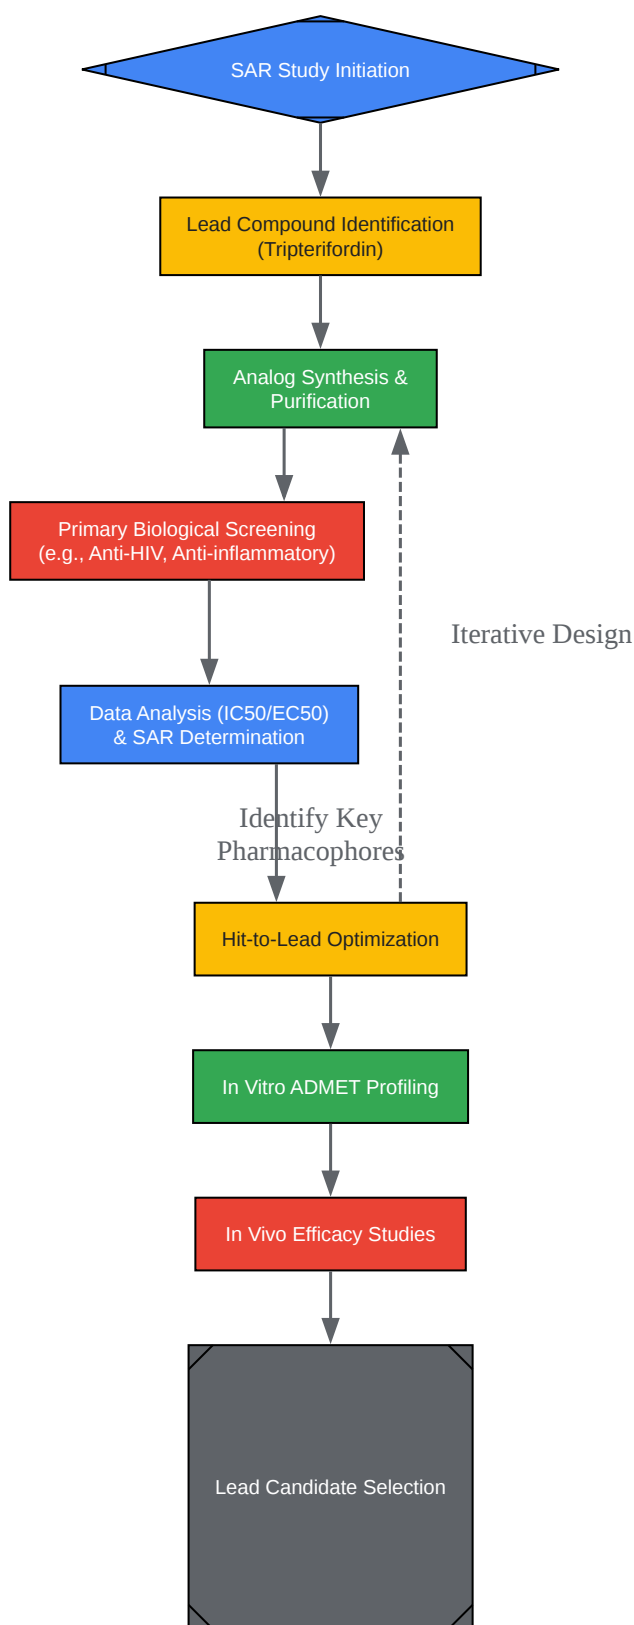 SAR Study Initiation
Lead Compound Identification
(Tripterifordin)
Analog Synthesis &
Purification
Primary Biological Screening
(e.g., Anti-HIV, Anti-inflammatory)
Iterative Design
Data Analysis (IC50/EC50)
& SAR Determination
Identify Key
Pharmacophores
Hit-to-Lead Optimization
In Vitro ADMET Profiling
In Vivo Efficacy Studies
Lead Candidate Selection